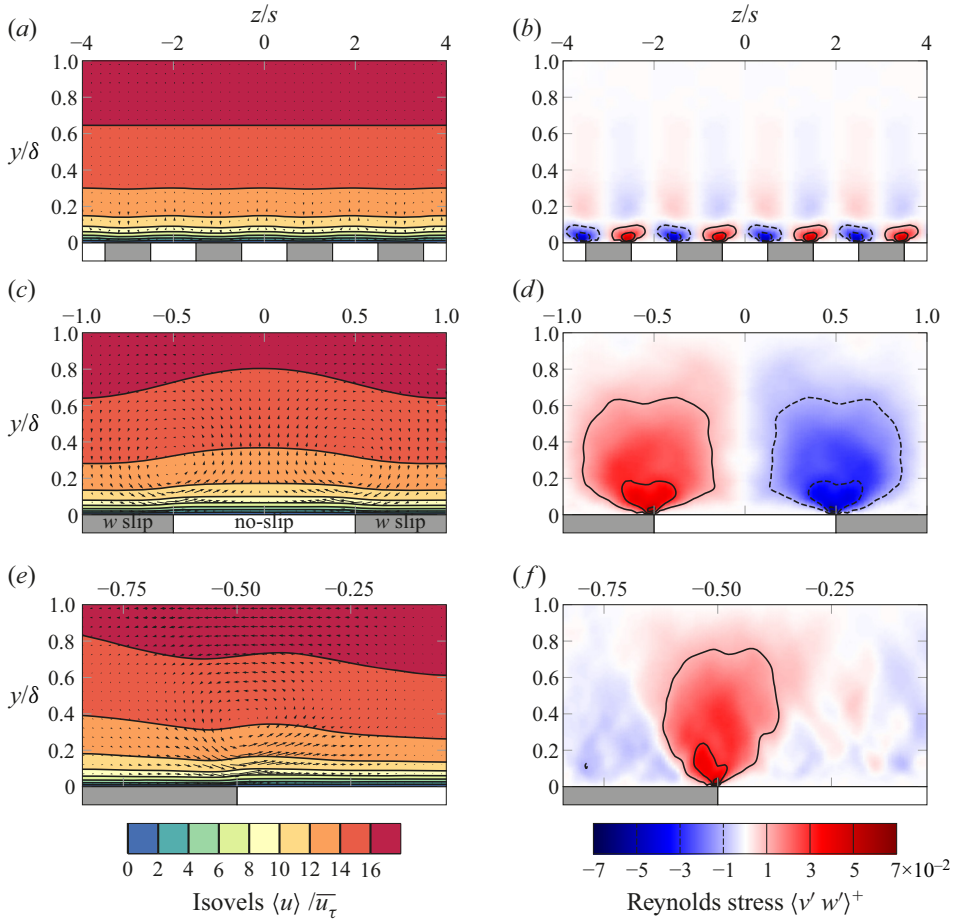 z/s z/s
(a) −4 −2 0 2 4 (b) −4 −2 0 2 4
1.0 1.0
0.8 0.8
0.6 0.6
y/δ
0.4 0.4
0.2 0.2
0 0
(c) −1.0 −0.5 0 0.5 1.0 (d) −1.0 −0.5 0 0.5 1.0
1.0 1.0
0.8 0.8
0.6 0.6
y/δ
0.4 0.4
0.2 0.2
0 0
w slip no-slip w slip
(e) −0.75 −0.50 −0.25 (f) −0.75 −0.50 −0.25
1.0 1.0
0.8 0.8
0.6 0.6
y/δ
0.4 0.4
0.2 0.2
0 0
0 2 4 6 8 10 12 14 16 −7 −5 −3 −1 1 3 5 7×10⁻²
Isovels ⟨u⟩ /u̅τ̅ Reynolds stress ⟨v′ w′⟩⁺